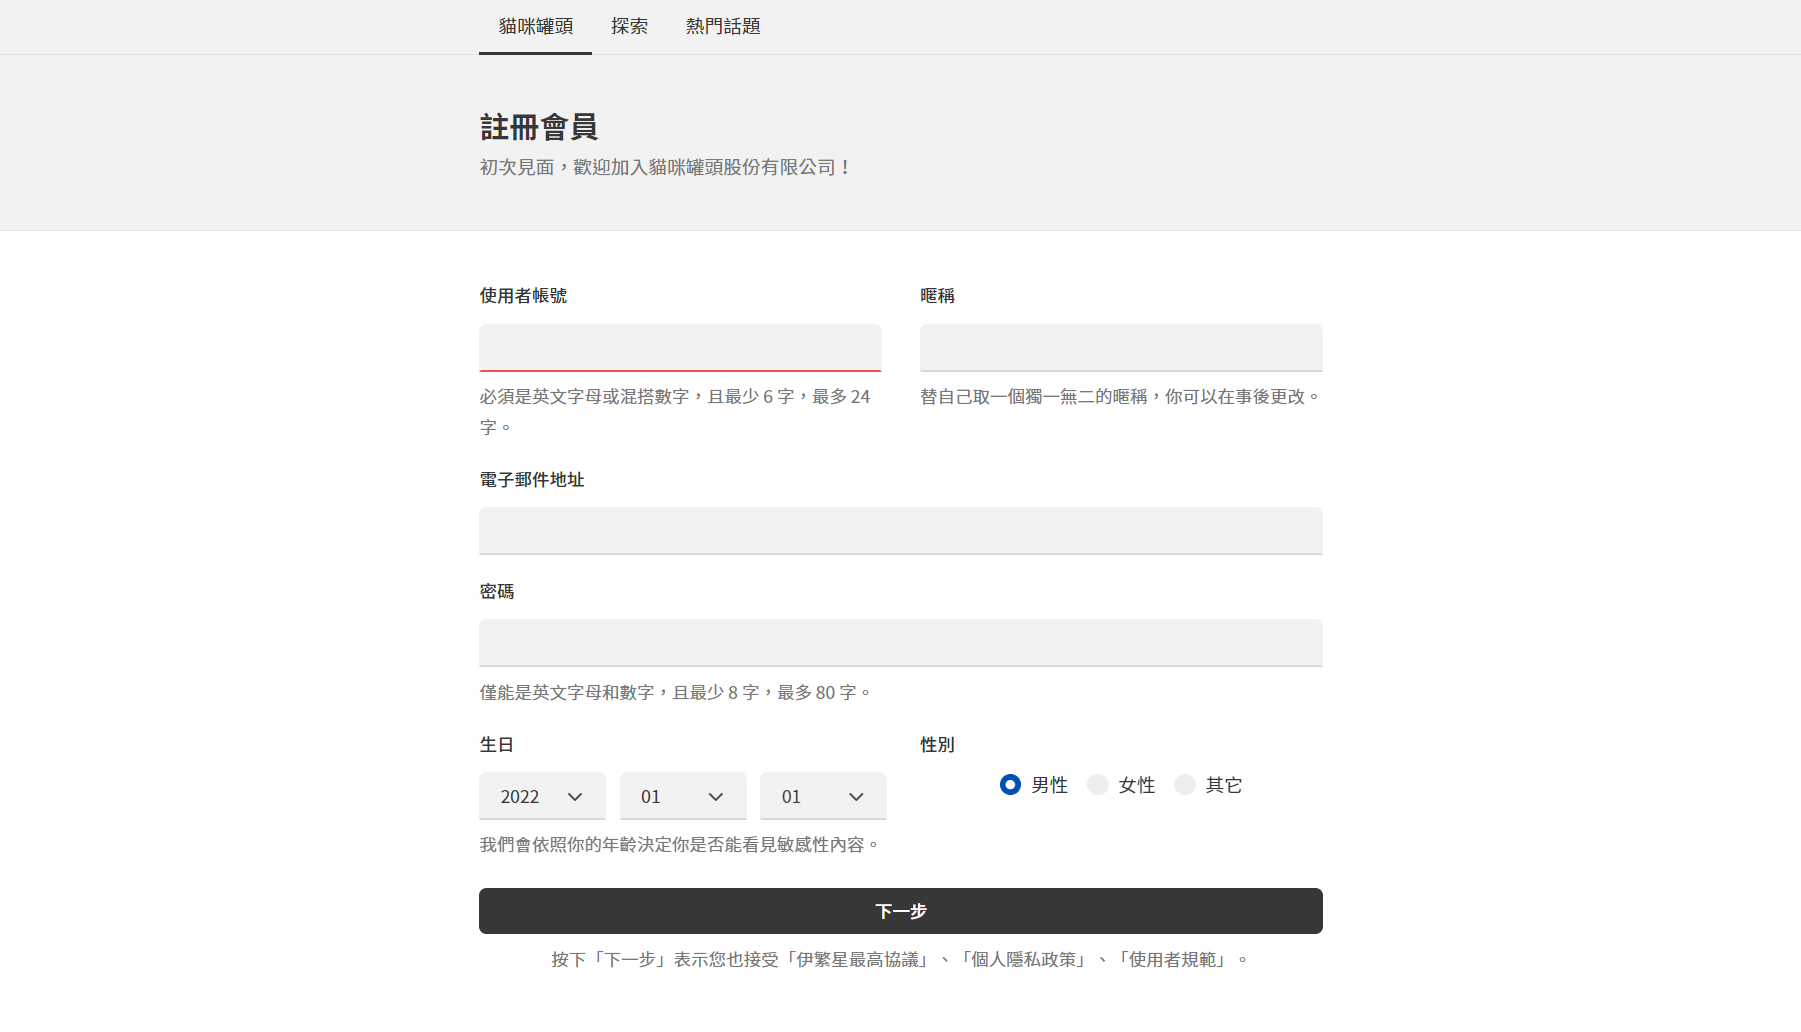 貓咪罐頭 探索 熱門話題
註冊會員
初次見面，歡迎加入貓咪罐頭股份有限公司！
使用者帳號 暱稱
必須是英文字母或混搭數字，且最少 6 字，最多 24
字。
替自己取一個獨一無二的暱稱，你可以在事後更改。
電子郵件地址
密碼
僅能是英文字母和數字，且最少 8 字，最多 80 字。
生日 性別
2022 01 01 男性 女性 其它
我們會依照你的年齡決定你是否能看見敏感性內容。
下一步
按下「下一步」表示您也接受「伊繁星最高協議」、「個人隱私政策」、「使用者規範」。